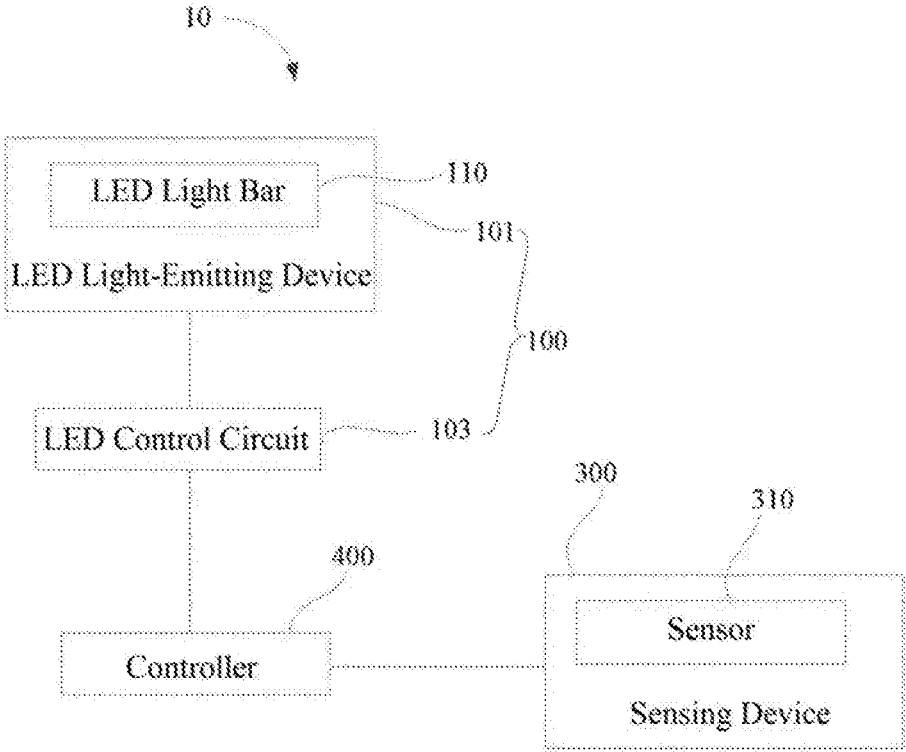 10
LED Light Bar
110
101
LED Light-Emitting Device
100
LED Control Circuit
103
300
310
400
Sensor
Controller
Sensing Device